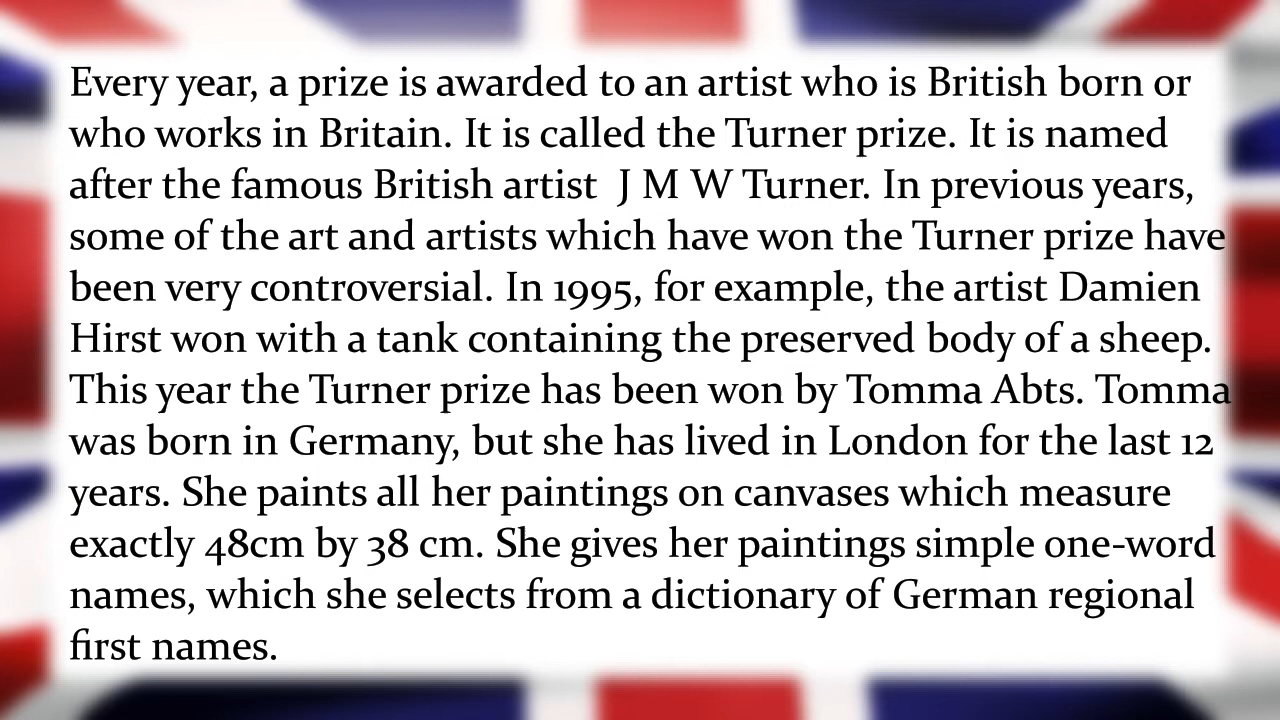 Every year, a prize is awarded to an artist who is British born or
who works in Britain. It is called the Turner prize. It is named
after the famous British artist  J M W Turner. In previous years,
some of the art and artists which have won the Turner prize have
been very controversial. In 1995, for example, the artist Damien
Hirst won with a tank containing the preserved body of a sheep.
This year the Turner prize has been won by Tomma Abts. Tomma
was born in Germany, but she has lived in London for the last 12
years. She paints all her paintings on canvases which measure
exactly 48cm by 38 cm. She gives her paintings simple one-word
names, which she selects from a dictionary of German regional
first names.